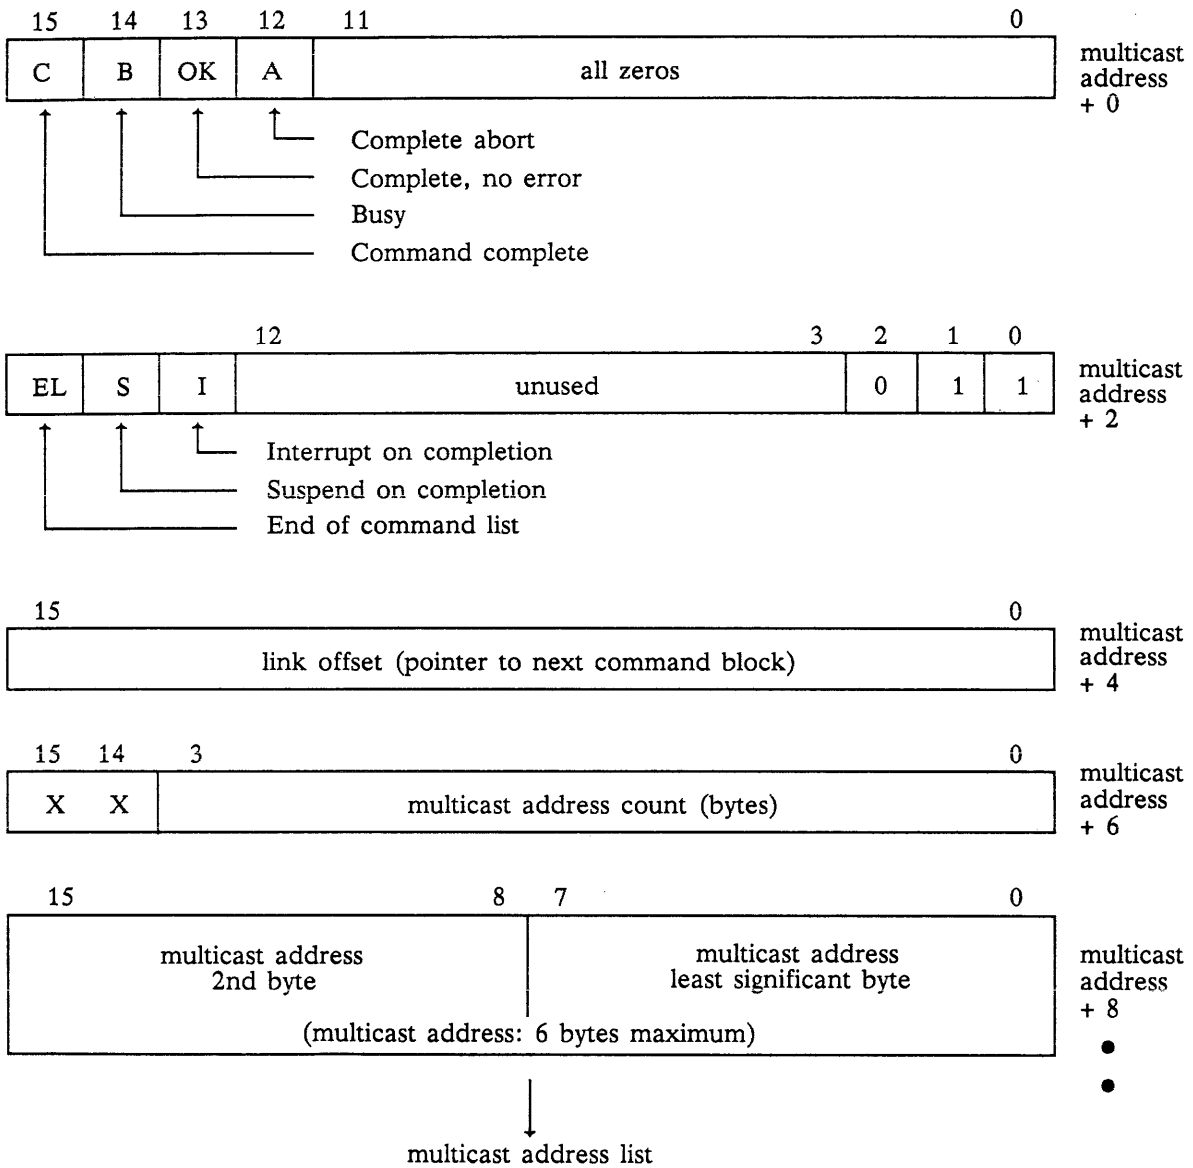 15 14 13 12 11 0
C B OK A all zeros
multicast
address
+ 0
Complete abort
Complete, no error
Busy
Command complete
12 3 2 1 0
EL S I unused 0 1 1
multicast
address
+ 2
Interrupt on completion
Suspend on completion
End of command list
15 0
link offset (pointer to next command block)
multicast
address
+ 4
15 14 3 0
X X multicast address count (bytes)
multicast
address
+ 6
15 8 7 0
multicast address
2nd byte
multicast address
least significant byte
(multicast address: 6 bytes maximum)
multicast
address
+ 8
multicast address list